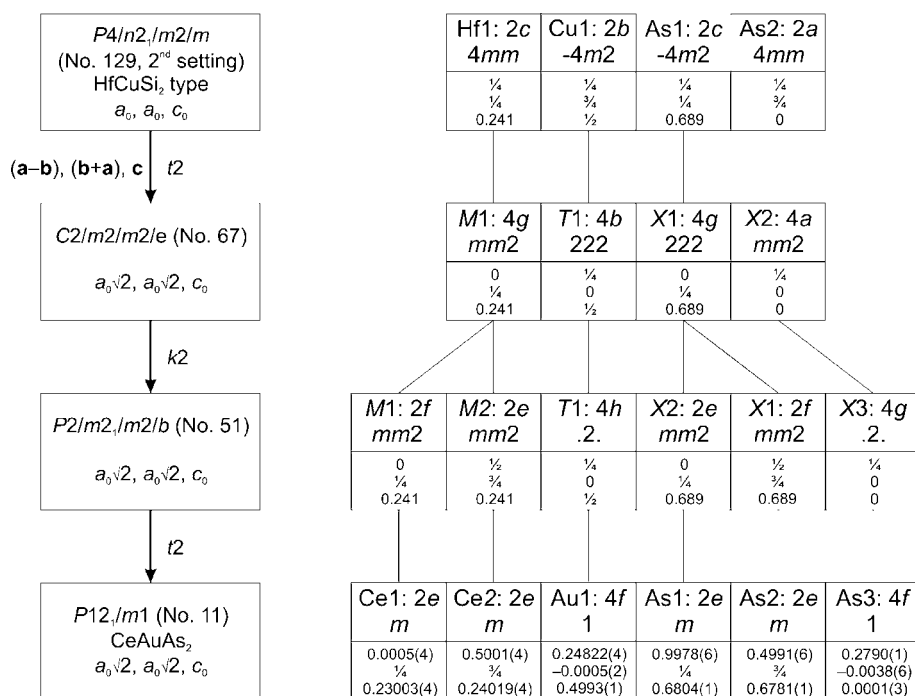 P4/n2₁/m2/m
(No. 129, 2ⁿᵈ setting)
HfCuSi₂ type
a₀, a₀, c₀
Hf1: 2c Cu1: 2b As1: 2c As2: 2a
4mm -4m2 -4m2 4mm
¼ ¼ ¼ ¼
¼ ¾ ¼ ¾
0.241 ½ 0.689 0
(a–b), (b+a), c t2
C2/m2/m2/e (No. 67)
a₀√2, a₀√2, c₀
M1: 4g T1: 4b X1: 4g X2: 4a
mm2 222 222 mm2
0 ¼ 0 ¼
¼ 0 ¼ 0
0.241 ½ 0.689 0
k2
P2/m2₁/m2/b (No. 51)
a₀√2, a₀√2, c₀
M1: 2f M2: 2e T1: 4h X2: 2e X1: 2f X3: 4g
mm2 mm2 .2. mm2 mm2 .2.
0 ½ ¼ 0 ½ ¼
¼ ¾ 0 ¼ ¾ 0
0.241 0.241 ½ 0.689 0.689 0
t2
P12₁/m1 (No. 11)
CeAuAs₂
a₀√2, a₀√2, c₀
Ce1: 2e Ce2: 2e Au1: 4f As1: 2e As2: 2e As3: 4f
m m 1 m m 1
0.0005(4) 0.5001(4) 0.24822(4) 0.9978(6) 0.4991(6) 0.2790(1)
¼ ¾ –0.0005(2) ¼ ¾ –0.0038(6)
0.23003(4) 0.24019(4) 0.4993(1) 0.6804(1) 0.6781(1) 0.0001(3)